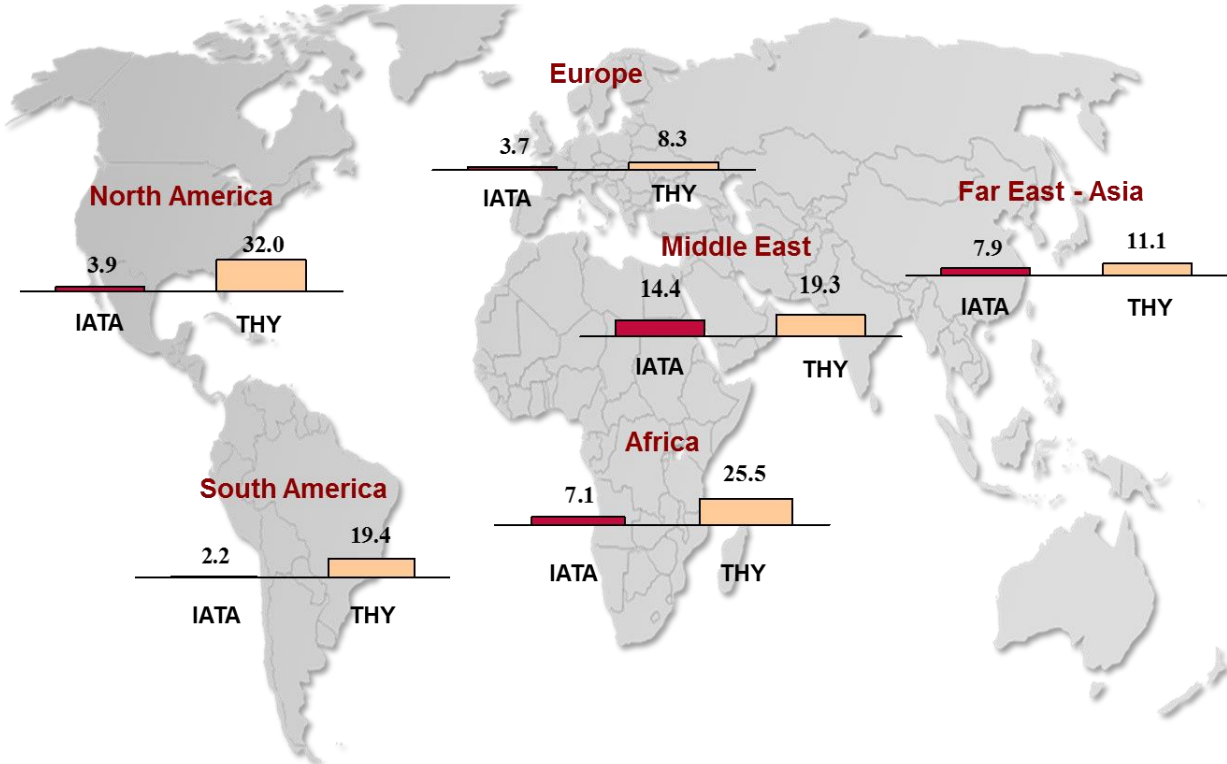 Europe
3.7
8.3
IATA
THY
North America
3.9
32.0
IATA
THY
Far East - Asia
7.9
11.1
IATA
THY
Middle East
14.4
19.3
IATA
THY
Africa
7.1
25.5
IATA
THY
South America
2.2
19.4
IATA
THY